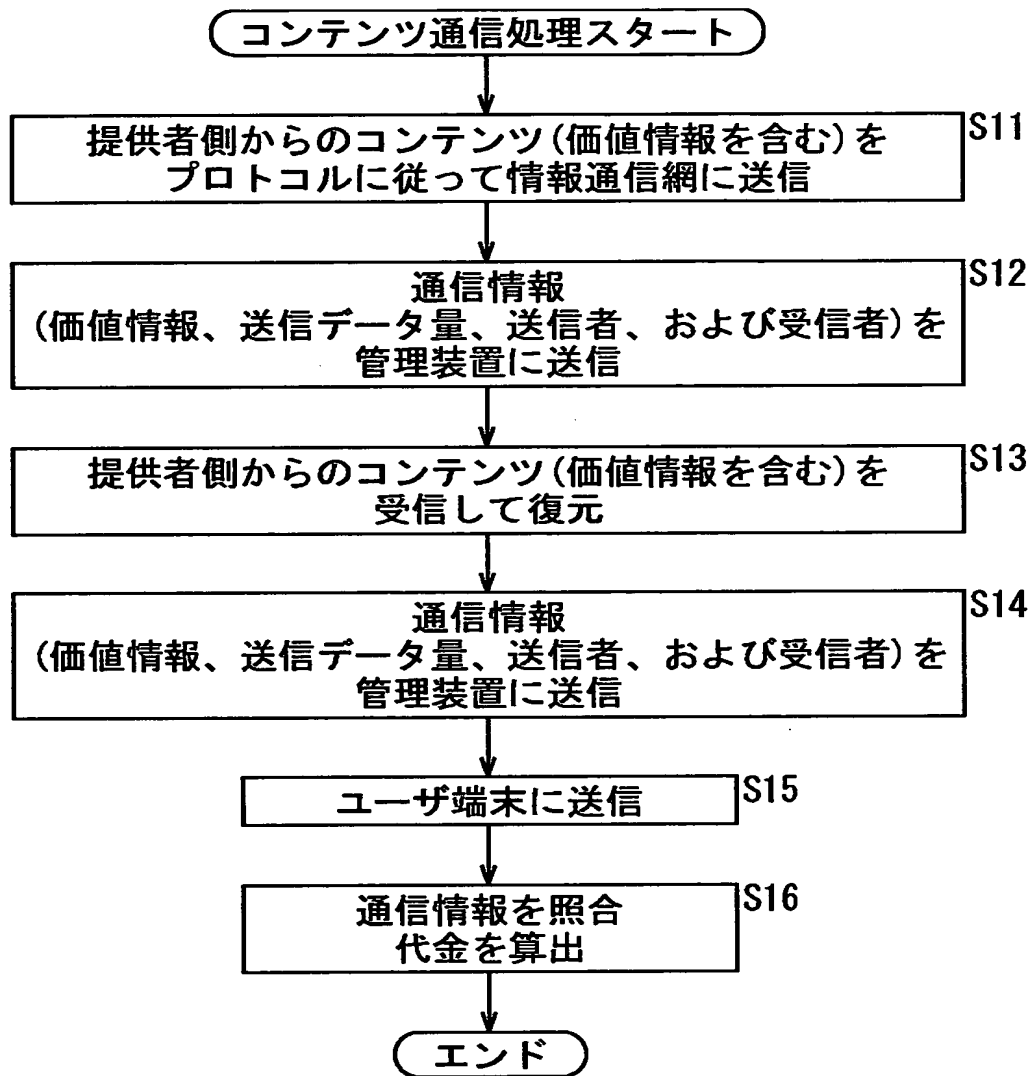 コンテンツ通信処理スタート
S11
提供者側からのコンテンツ(価値情報を含む)を
プロトコルに従って情報通信網に送信
S12
通信情報
(価値情報、送信データ量、送信者、および受信者)を
管理装置に送信
S13
提供者側からのコンテンツ(価値情報を含む)を
受信して復元
S14
通信情報
(価値情報、送信データ量、送信者、および受信者)を
管理装置に送信
S15
ユーザ端末に送信
S16
通信情報を照合
代金を算出
エンド